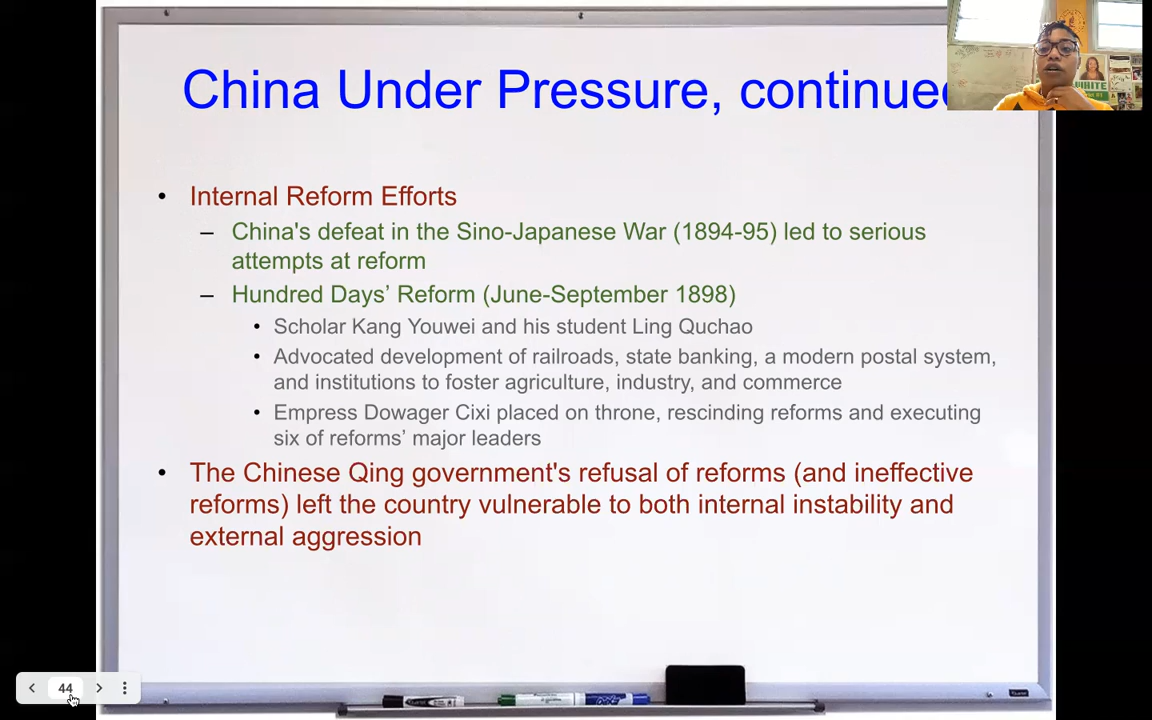 China Under Pressure, continued
• Internal Reform Efforts
– China's defeat in the Sino-Japanese War (1894-95) led to serious
attempts at reform
– Hundred Days' Reform (June-September 1898)
• Scholar Kang Youwei and his student Ling Quchao
• Advocated development of railroads, state banking, a modern postal system,
and institutions to foster agriculture, industry, and commerce
• Empress Dowager Cixi placed on throne, rescinding reforms and executing
six of reforms' major leaders
• The Chinese Qing government's refusal of reforms (and ineffective
reforms) left the country vulnerable to both internal instability and
external aggression
44